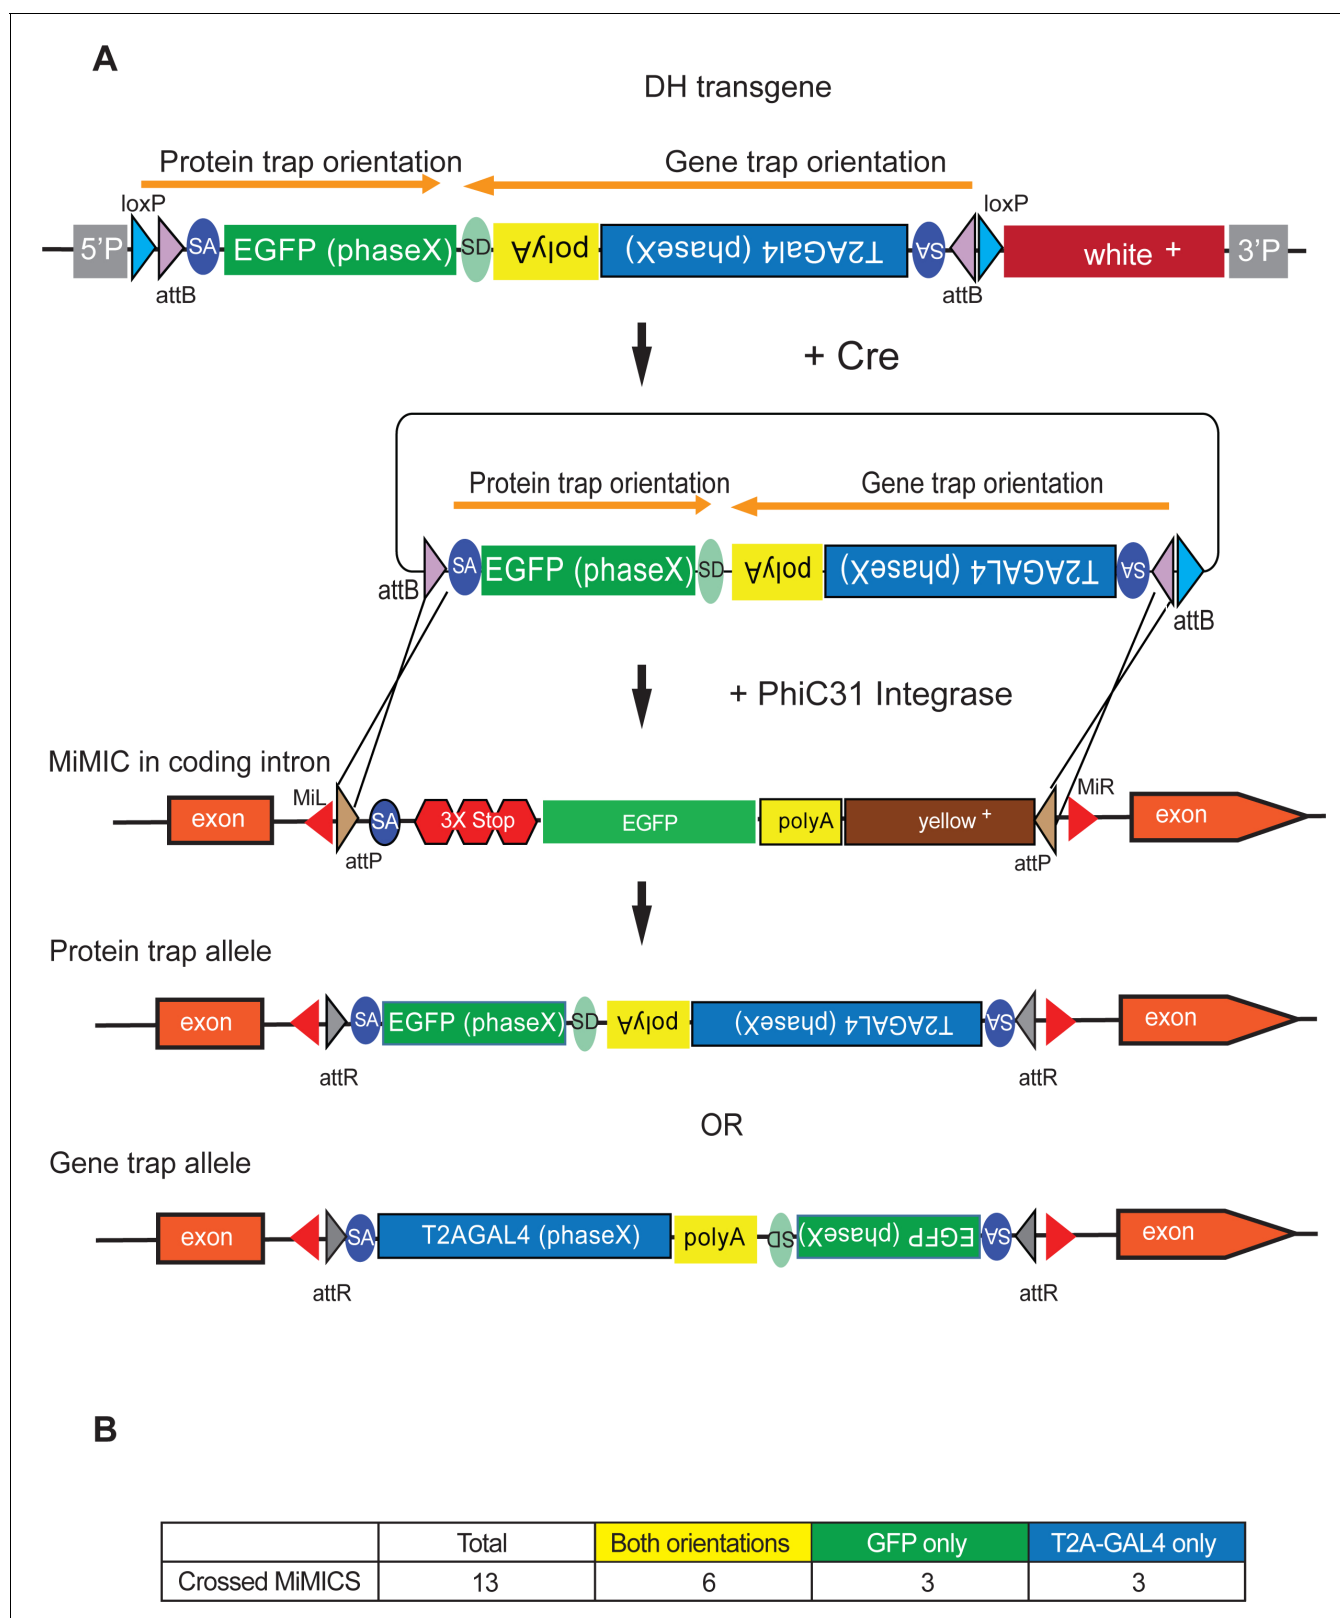 A
DH transgene
Protein trap orientation Gene trap orientation
loxP loxP
5'P SA EGFP (phaseX) SD polyA T2AGal4 (phaseX) SA white + 3'P
attB attB
+ Cre
Protein trap orientation Gene trap orientation
SA EGFP (phaseX) SD polyA T2AGAL4 (phaseX) SA
attB attB
+ PhiC31 Integrase
MiMIC in coding intron
MiL MiR
exon SA 3X Stop EGFP polyA yellow + exon
attP attP
Protein trap allele
exon SA EGFP (phaseX) SD polyA T2AGAL4 (phaseX) SA exon
attR attR
OR
Gene trap allele
exon SA T2AGAL4 (phaseX) polyA SD EGFP (phaseX) SA exon
attR attR
B
Total Both orientations GFP only T2A-GAL4 only
Crossed MiMICS 13 6 3 3